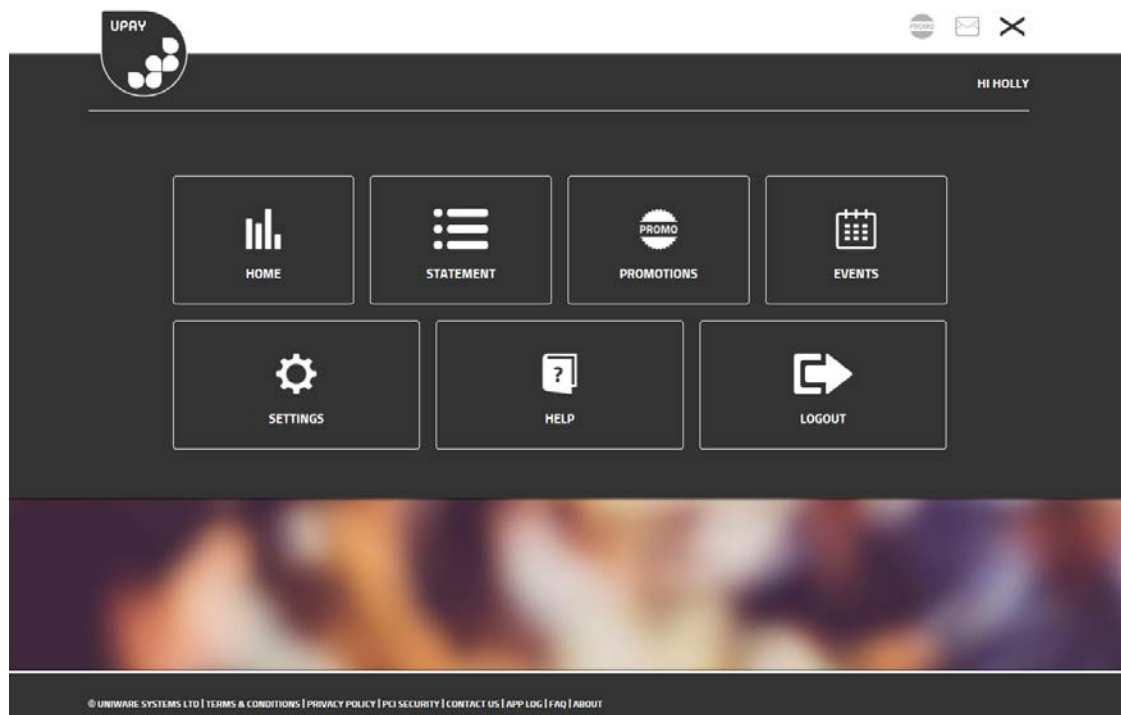 UPAY
PROMO
HI HOLLY
PROMO
HOME
STATEMENT
PROMOTIONS
EVENTS
?
SETTINGS
HELP
LOGOUT
© UNIWARE SYSTEMS LTD | TERMS & CONDITIONS | PRIVACY POLICY | PCI SECURITY | CONTACT US | APP LOG | FAQ | ABOUT